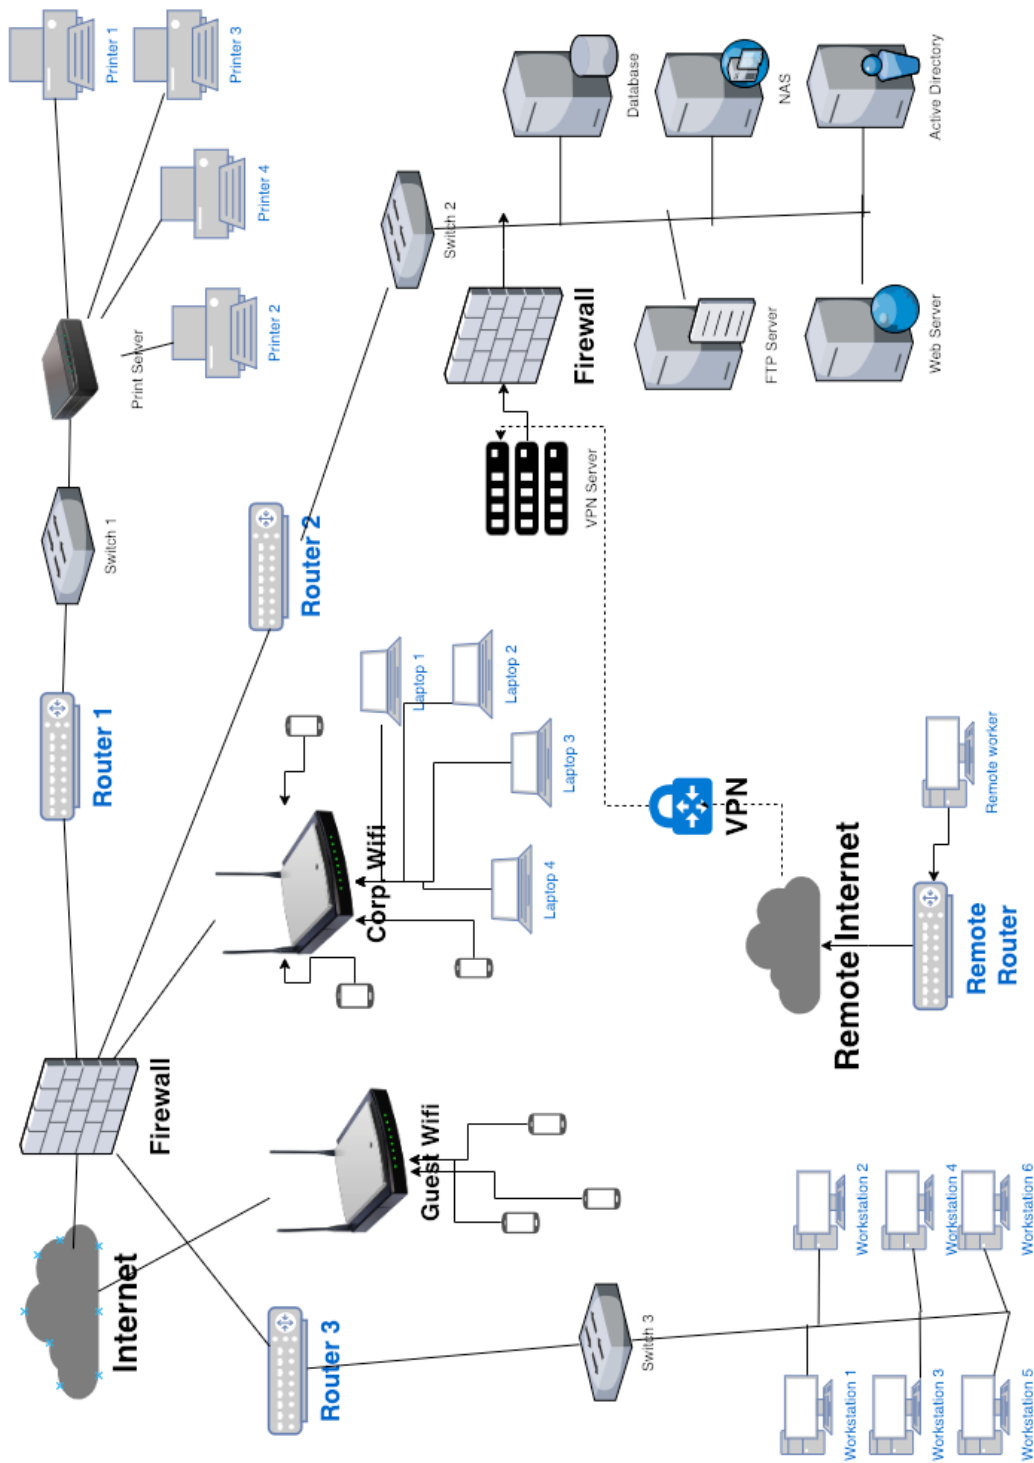 Internet
Firewall
Router 1
Switch 1
Print Server
Printer 1
Printer 3
Printer 4
Printer 2
Router 2
Switch 2
Firewall
VPN Server
Database
NAS
Active Directory
FTP Server
Web Server
Corp. Wifi
Laptop 1
Laptop 2
Laptop 3
Laptop 4
Guest Wifi
Router 3
Switch 3
Workstation 1
Workstation 2
Workstation 3
Workstation 4
Workstation 5
Workstation 6
VPN
Remote Internet
Remote
Router
Remote worker